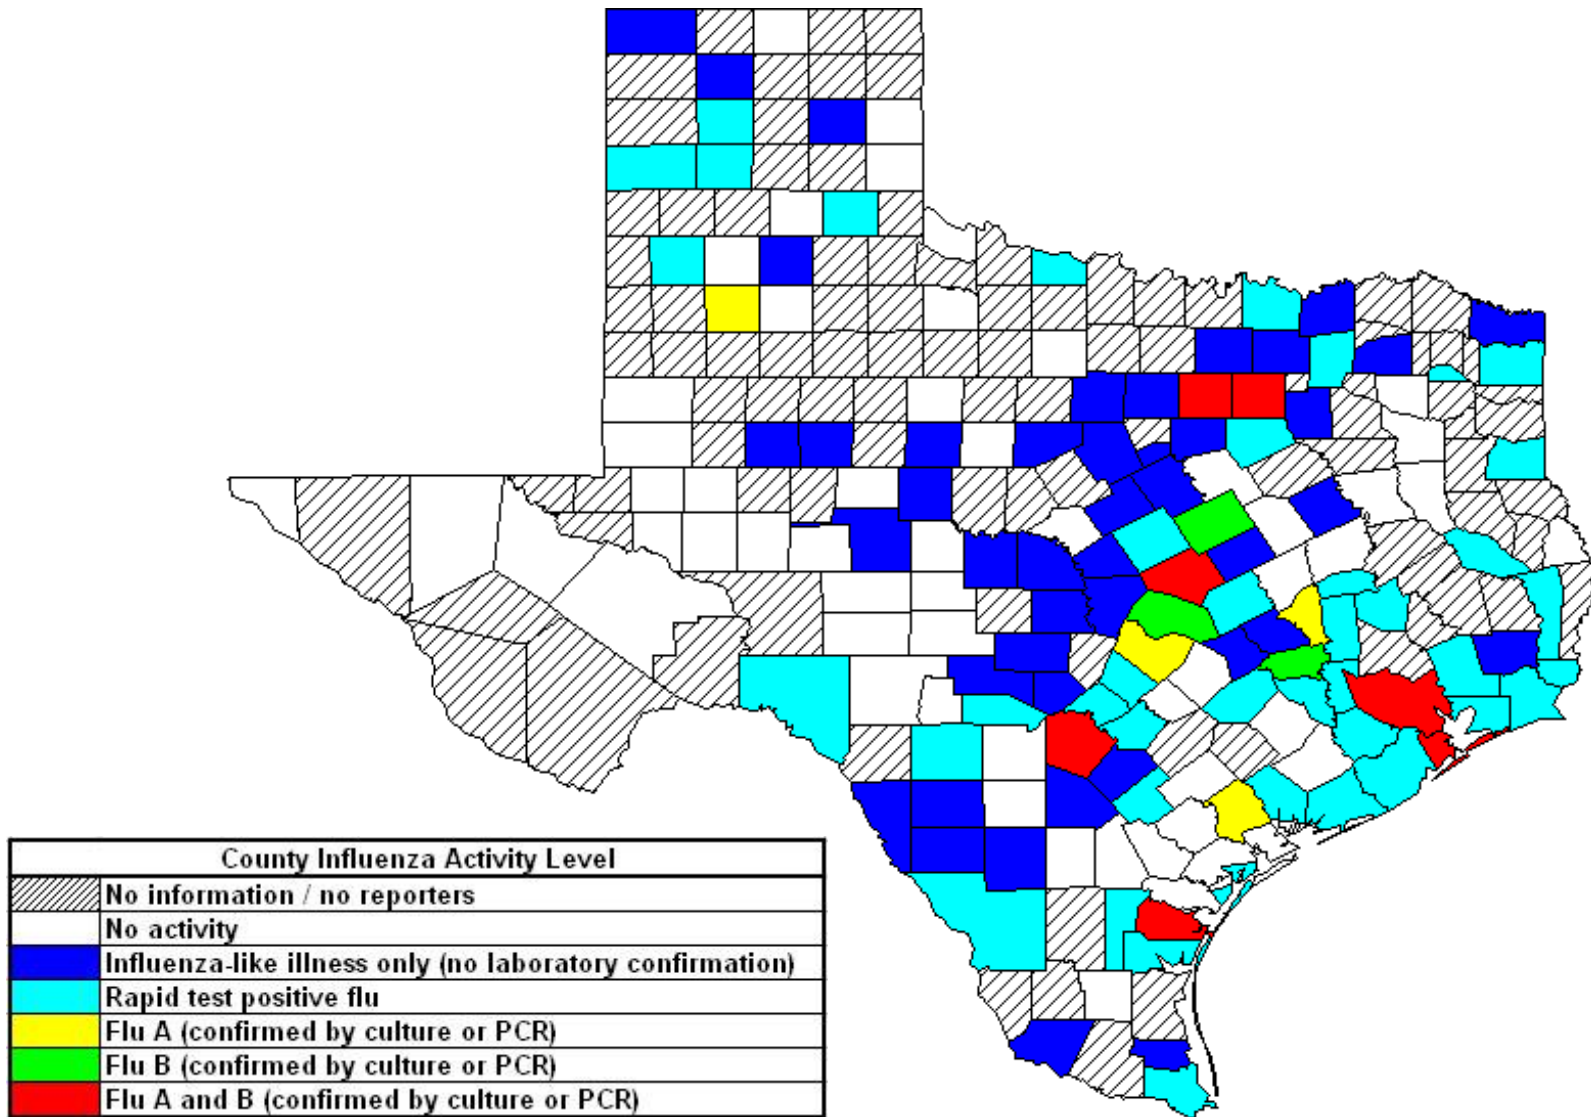 County Influenza Activity Level
No information / no reporters
No activity
Influenza-like illness only (no laboratory confirmation)
Rapid test positive flu
Flu A (confirmed by culture or PCR)
Flu B (confirmed by culture or PCR)
Flu A and B (confirmed by culture or PCR)